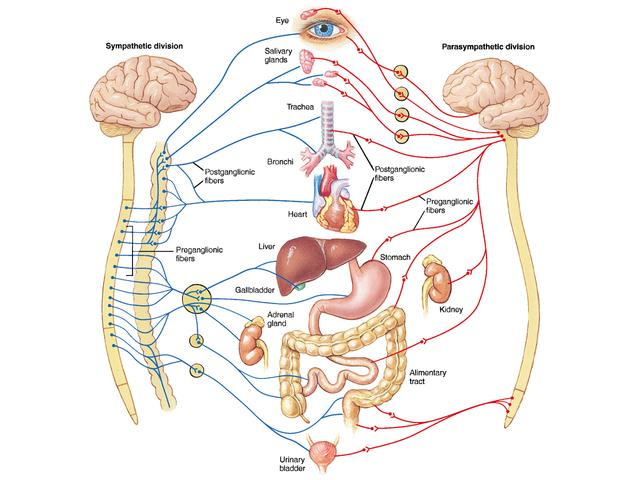 Eye
Sympathetic division
Parasympathetic division
Salivary
glands
Trachea
Bronchi
Postganglionic
fibers
Postganglionic
fibers
Heart
Preganglionic
fibers
Preganglionic
fibers
Liver
Stomach
Gallbladder
Kidney
Adrenal
gland
Alimentary
tract
Urinary
bladder